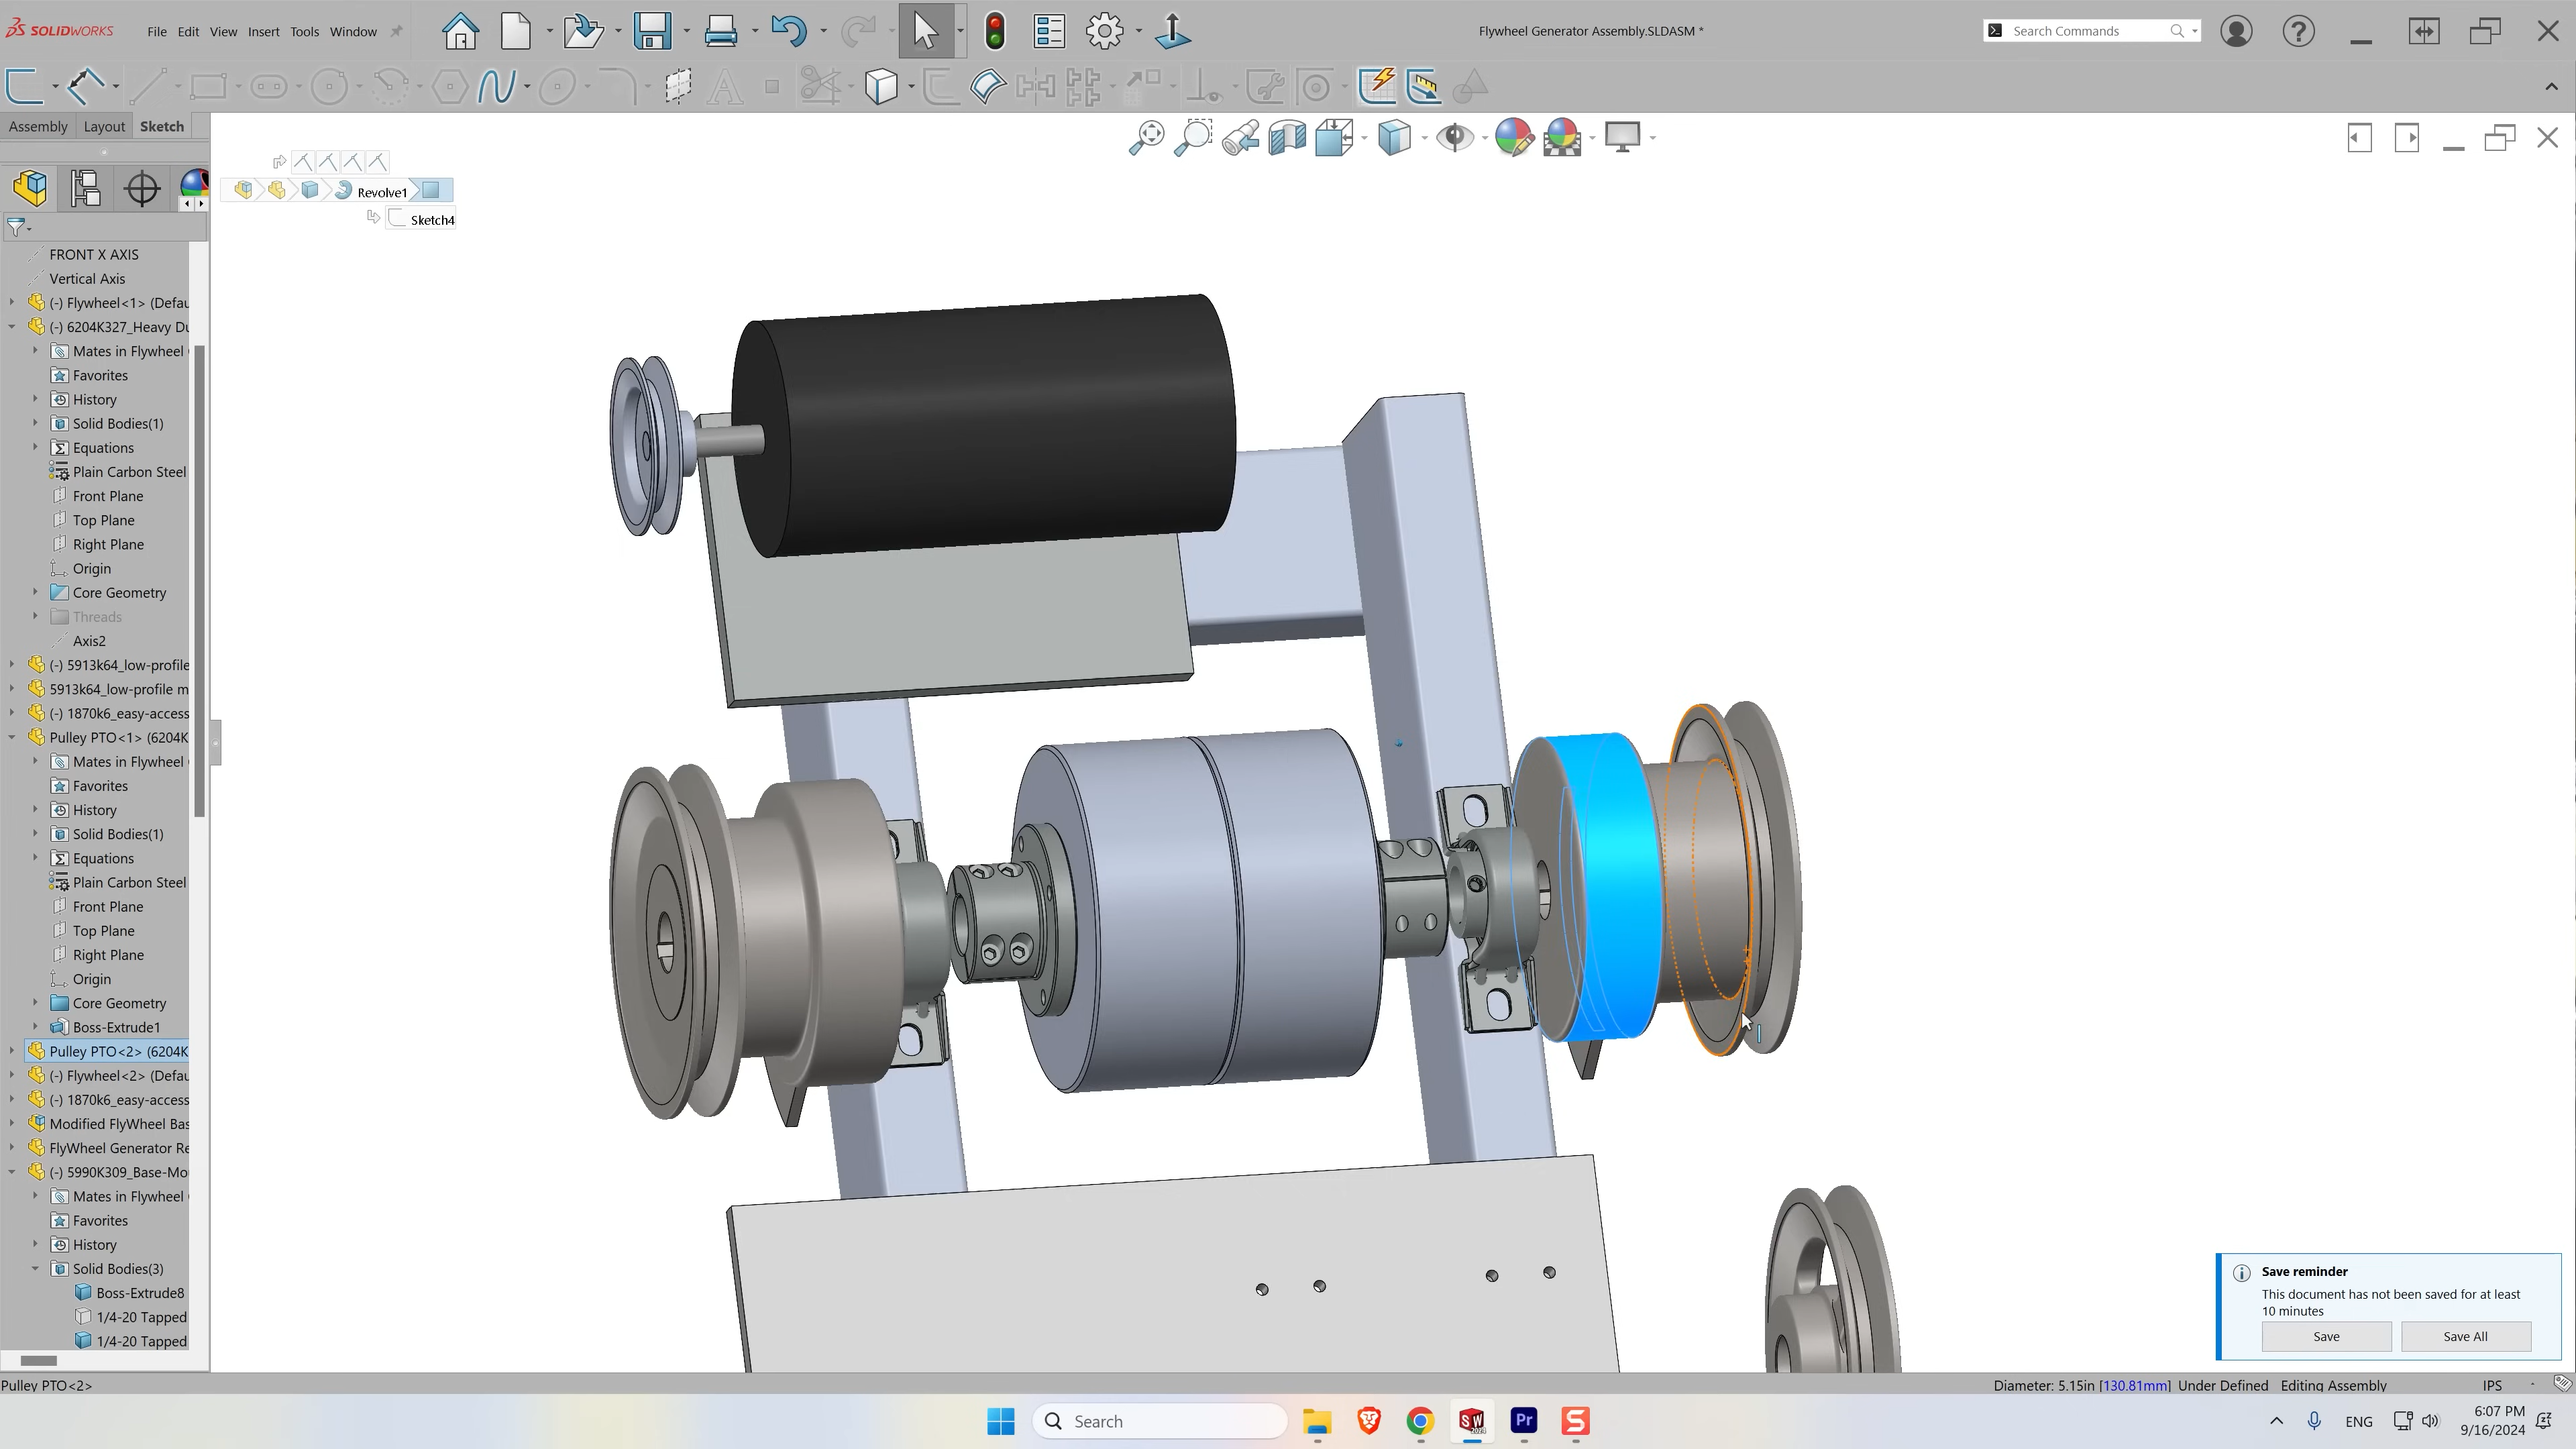 SOLIDWORKS File Edit View Insert Tools Window
Flywheel Generator Assembly.SLDASM *
Search Commands
Assembly Layout Sketch
Revolve1
Sketch4
FRONT X AXIS
Vertical Axis
(-) Flywheel<1> (Defau
(-) 6204K327_Heavy Du
Mates in Flywheel
Favorites
History
Solid Bodies(1)
Equations
Plain Carbon Steel
Front Plane
Top Plane
Right Plane
Origin
Core Geometry
Threads
Axis2
(-) 5913k64_low-profile
5913k64_low-profile m
(-) 1870k6_easy-access
Pulley PTO<1> (6204K
Mates in Flywheel
Favorites
History
Solid Bodies(1)
Equations
Plain Carbon Steel
Front Plane
Top Plane
Right Plane
Origin
Core Geometry
Boss-Extrude1
Pulley PTO<2> (6204K
(-) Flywheel<2> (Defau
(-) 1870k6_easy-access
Modified FlyWheel Bas
FlyWheel Generator Re
(-) 5990K309_Base-Mo
Mates in Flywheel
Favorites
History
Solid Bodies(3)
Boss-Extrude8
1/4-20 Tapped
1/4-20 Tapped
Save reminder
This document has not been saved for at least
10 minutes
Save Save All
Pulley PTO<2>
Diameter: 5.15in [130.81mm] Under Defined Editing Assembly IPS
Search
SW
2024
Pr
S
ENG
6:07 PM
9/16/2024